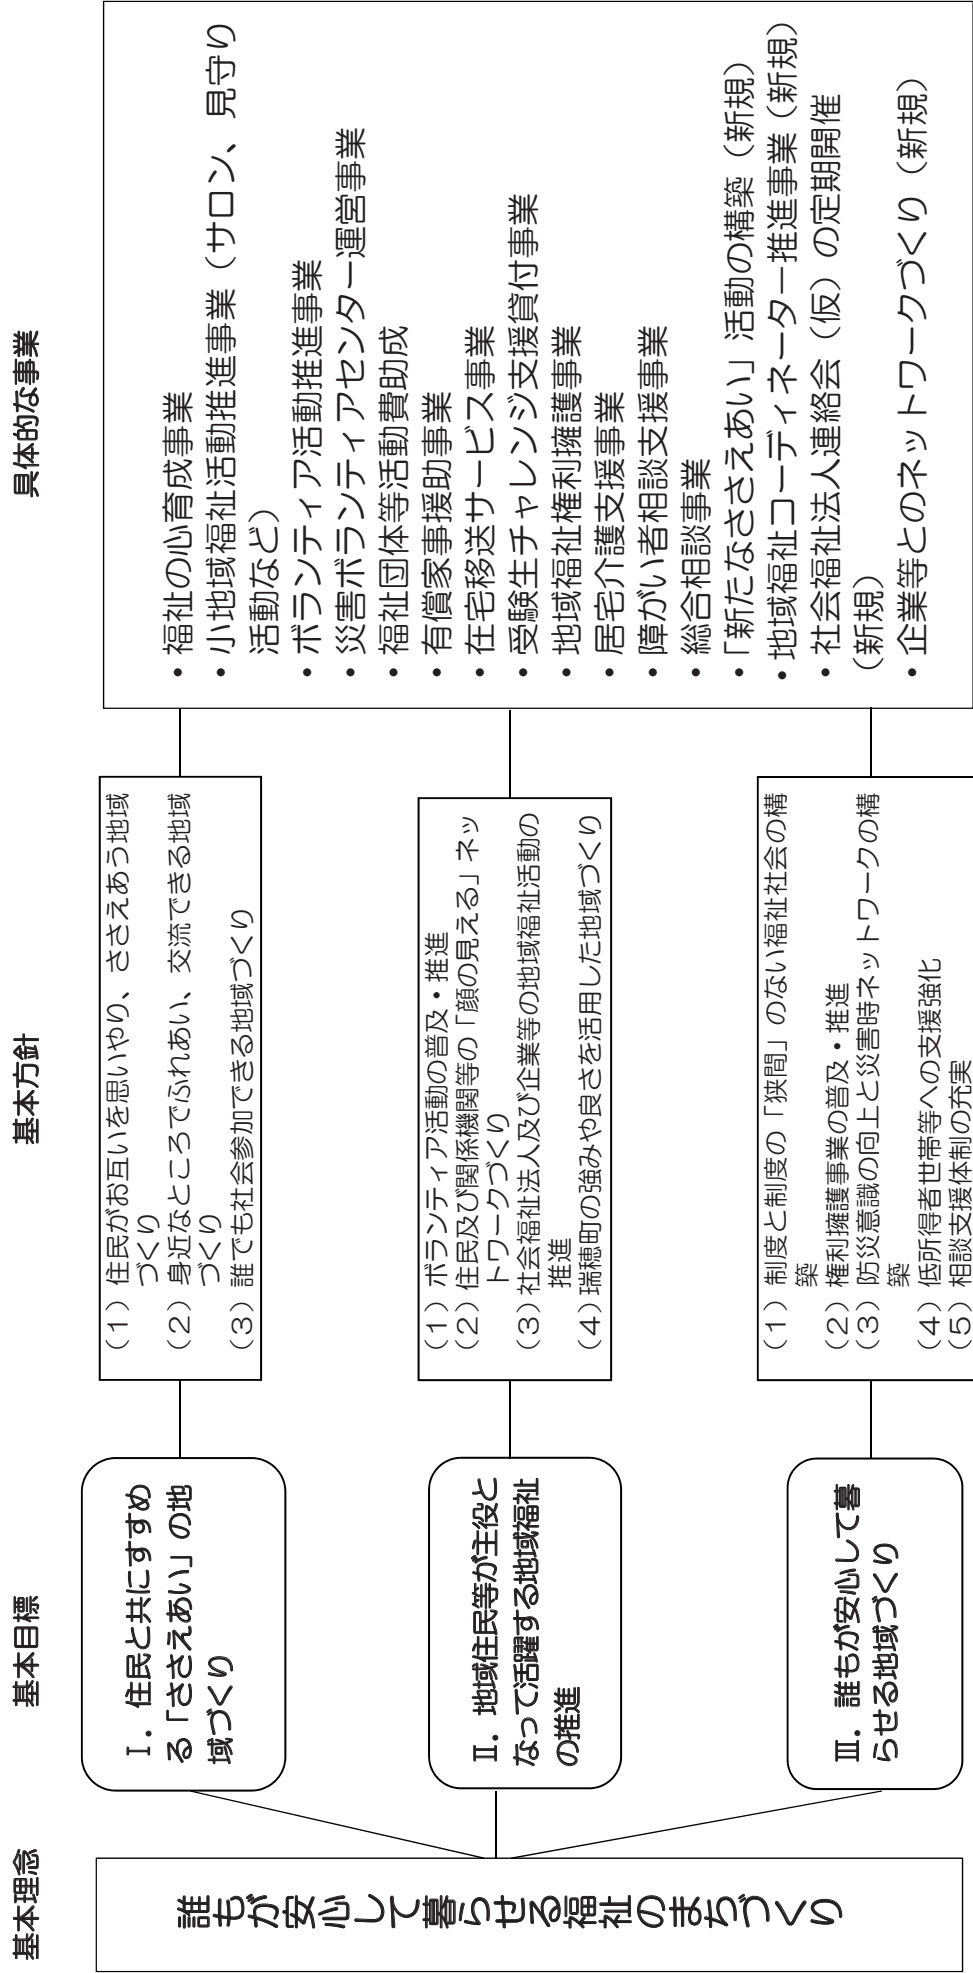 基本理念
誰もが安心して暮らせる福祉のまちづくり
基本目標
Ⅰ．住民と共にすすめ
る「ささえあい」の地
域づくり
Ⅱ．地域住民等が主役と
なって活躍する地域福祉
の推進
Ⅲ．誰もが安心して暮
らせる地域づくり
基本方針
（１）住民がお互いを思いやり、ささえあう地域
づくり
（２）身近なところでふれあい、交流できる地域
づくり
（３）誰でも社会参加できる地域づくり
（１）ボランティア活動の普及・推進
（２）住民及び関係機関等の「顔の見える」ネッ
トワークづくり
（３）社会福祉法人及び企業等の地域福祉活動の
推進
（４）瑞穂町の強みや良さを活用した地域づくり
（１）制度と制度の「狭間」のない福祉社会の構
築
（２）権利擁護事業の普及・推進
（３）防災意識の向上と災害時ネットワークの構
築
（４）低所得者世帯等への支援強化
（５）相談支援体制の充実
具体的な事業
・福祉の心育成事業
・小地域福祉活動推進事業（サロン、見守り
活動など）
・ボランティア活動推進事業
・災害ボランティアセンター運営事業
・福祉団体等活動費助成
・有償家事援助事業
・在宅移送サービス事業
・受験生チャレンジ支援貸付事業
・地域福祉権利擁護事業
・居宅介護支援事業
・障がい者相談支援事業
・総合相談事業
・「新たなささえあい」活動の構築（新規）
・地域福祉コーディネーター推進事業（新規）
・社会福祉法人連絡会（仮）の定期開催
（新規）
・企業等とのネットワークづくり（新規）